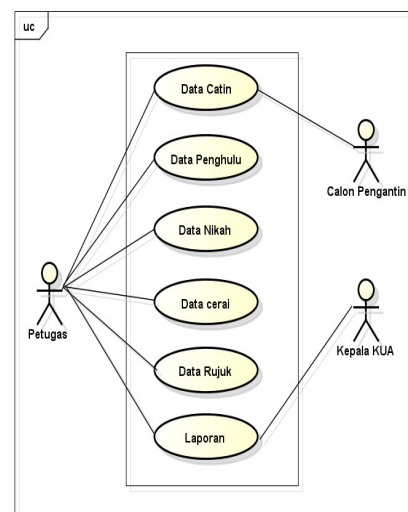 uc
Data Catin
Data Penghulu
Data Nikah
Data cerai
Data Rujuk
Laporan
Petugas
Calon Pengantin
Kepala KUA